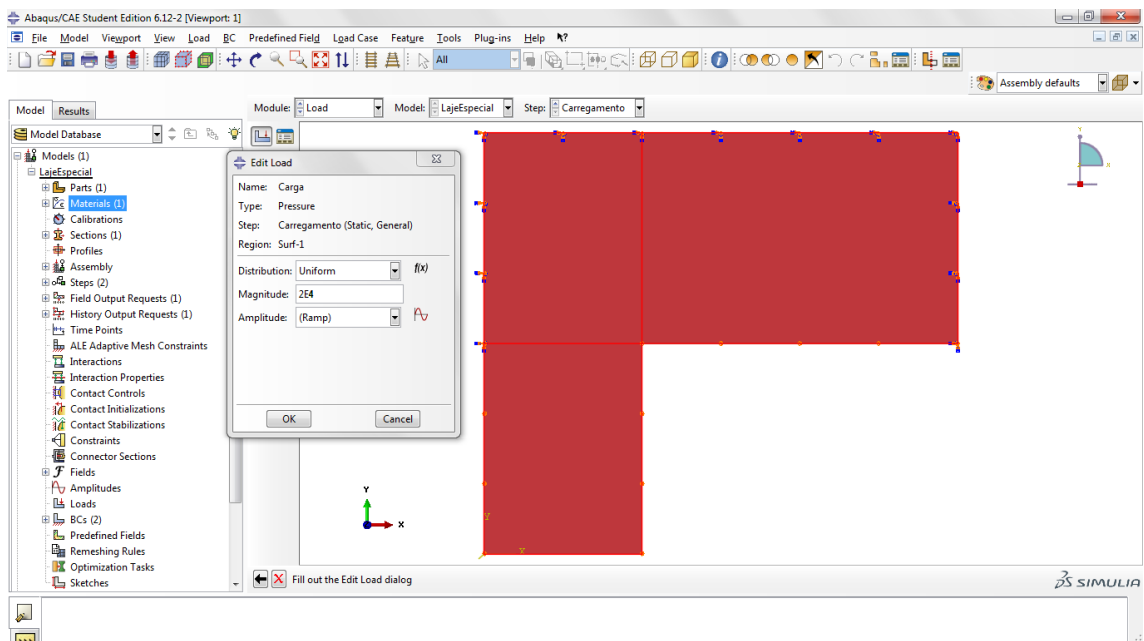 Abaqus/CAE Student Edition 6.12-2 [Viewport: 1]
File Model Viewport View Load BC Predefined Field Load Case Feature Tools Plug-ins Help
All
Assembly defaults
Model Results
Module: Load Model: LajeEspecial Step: Carregamento
Model Database
Models (1)
LajeEspecial
Parts (1)
Materials (1)
Calibrations
Sections (1)
Profiles
Assembly
Steps (2)
Field Output Requests (1)
History Output Requests (1)
Time Points
ALE Adaptive Mesh Constraints
Interactions
Interaction Properties
Contact Controls
Contact Initializations
Contact Stabilizations
Constraints
Connector Sections
Fields
Amplitudes
Loads
BCs (2)
Predefined Fields
Remeshing Rules
Optimization Tasks
Sketches
Edit Load
Name: Carga
Type: Pressure
Step: Carregamento (Static, General)
Region: Surf-1
Distribution: Uniform f(x)
Magnitude: 2E4
Amplitude: (Ramp)
OK Cancel
Y
X
Y
X
Y
Fill out the Edit Load dialog
SIMULIA